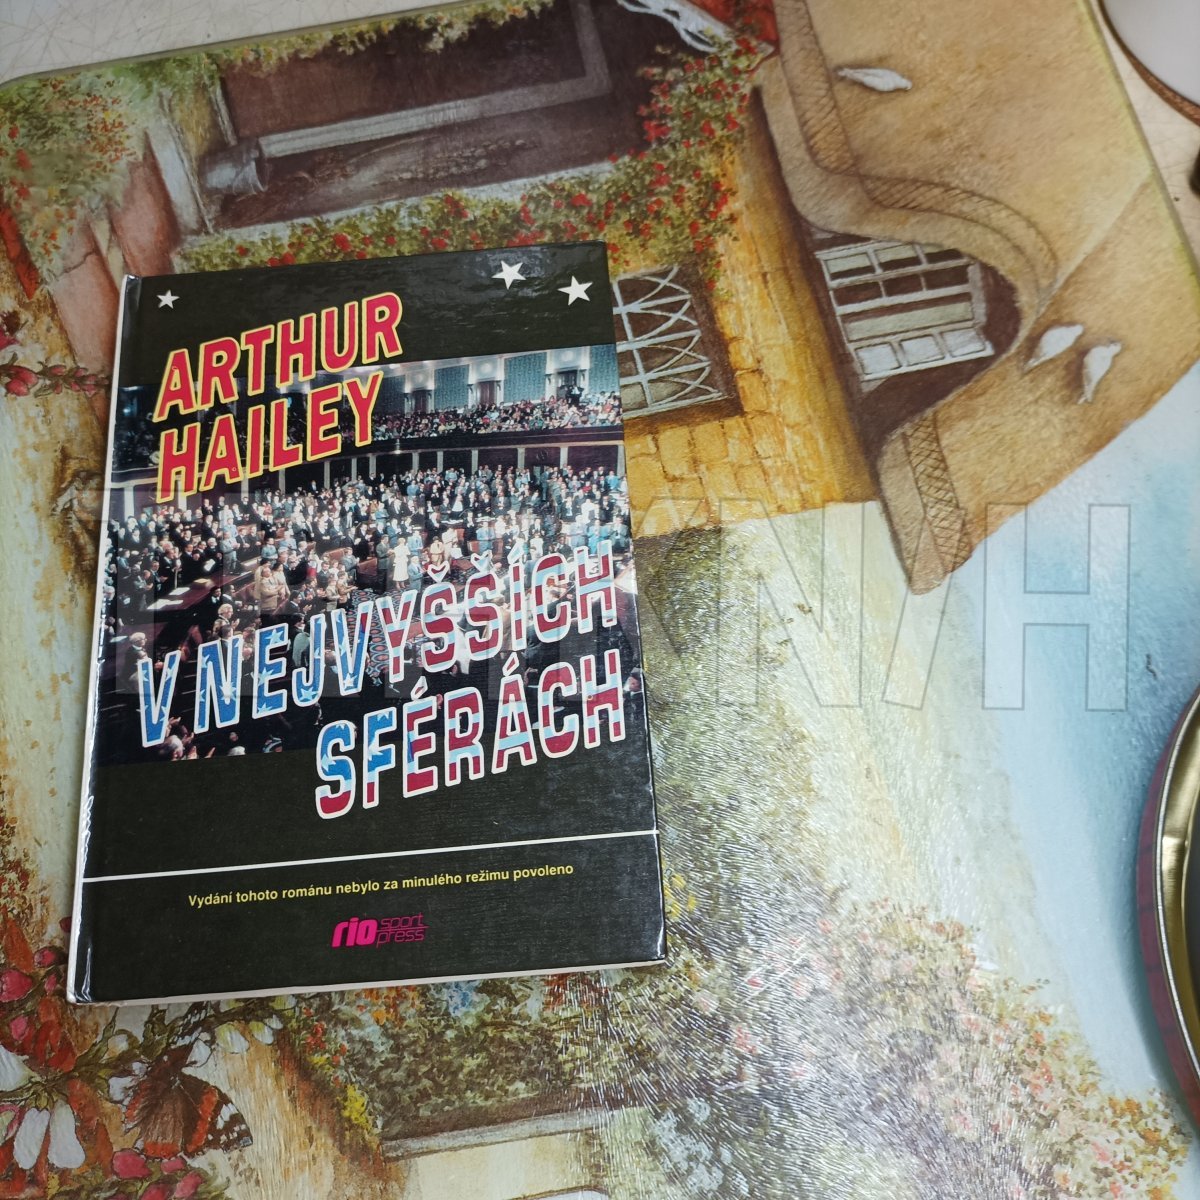 ARTHUR
HAILEY
V NEJVYŠŠÍCH
SFÉRÁCH
Vydání tohoto románu nebylo za minulého režimu povoleno
rio sport
press